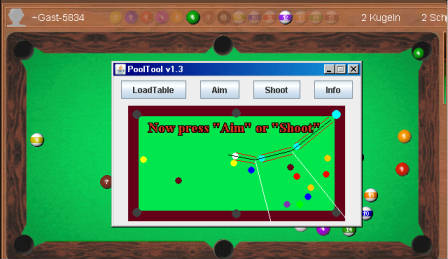 ~Gast-5834
2 Kugeln
2 Sch
PoolTool v1.3
LoadTable
Aim
Shoot
Info
Now press "Aim" or "Shoot"